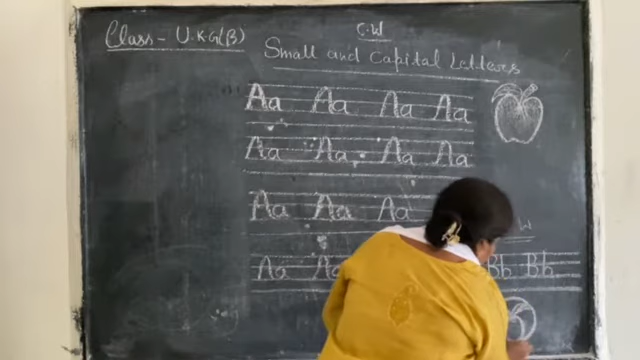 Class - U.K.G(B)
C.W
Small and Capital Letters
Aa Aa Aa Aa
Aa Aa Aa Aa
Aa Aa Aa
Aa Aa
W
Bb Bb